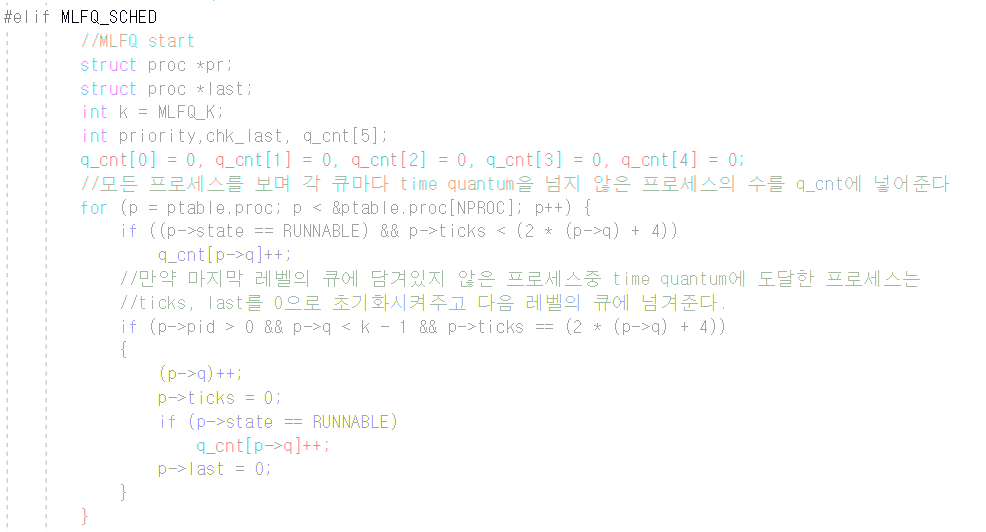 #elif MLFQ_SCHED
//MLFQ start
struct proc *pr;
struct proc *last;
int k = MLFQ_K;
int priority,chk_last, q_cnt[5];
q_cnt[0] = 0, q_cnt[1] = 0, q_cnt[2] = 0, q_cnt[3] = 0, q_cnt[4] = 0;
//모든 프로세스를 보며 각 큐마다 time quantum을 넘지 않은 프로세스의 수를 q_cnt에 넣어준다
for (p = ptable.proc; p < &ptable.proc[NPROC]; p++) {
if ((p->state == RUNNABLE) && p->ticks < (2 * (p->q) + 4))
q_cnt[p->q]++;
//만약 마지막 레벨의 큐에 담겨있지 않은 프로세스중 time quantum에 도달한 프로세스는
//ticks, last를 0으로 초기화시켜주고 다음 레벨의 큐에 넘겨준다.
if (p->pid > 0 && p->q < k - 1 && p->ticks == (2 * (p->q) + 4))
{
(p->q)++;
p->ticks = 0;
if (p->state == RUNNABLE)
q_cnt[p->q]++;
p->last = 0;
}
}